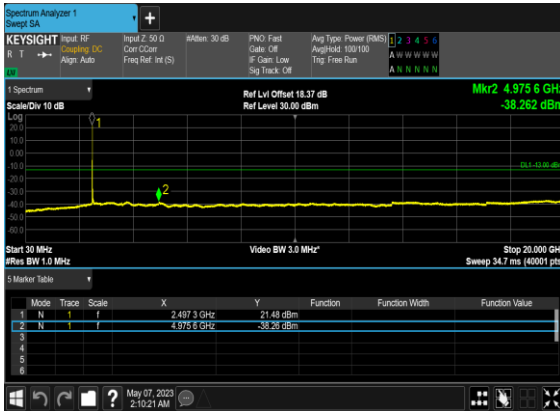 Spectrum Analyzer 1
Swept SA
+
KEYSIGHT
R T
Input: RF
Coupling: DC
Align: Auto
Input Z: 50 Ω
Corr CCorr
Freq Ref: Int (S)
#Atten: 30 dB
PNO: Fast
Gate: Off
IF Gain: Low
Sig Track: Off
Avg Type: Power (RMS)
Avg|Hold: 100/100
Trig: Free Run
1 2 3 4 5 6
A W W W W W
A N N N N N
1 Spectrum
Scale/Div 10 dB
Ref Lvl Offset 18.37 dB
Ref Level 30.00 dBm
Mkr2 4.975 6 GHz
-38.262 dBm
Log
20.0
10.0
0.00
-10.0
-20.0
-30.0
-40.0
-50.0
-60.0
1
2
DL1 -13.00 dBm
Start 30 MHz
#Res BW 1.0 MHz
Video BW 3.0 MHz*
Stop 20.000 GHz
Sweep 34.7 ms (40001 pts)
5 Marker Table
Mode Trace Scale X Y Function Function Width Function Value
1 N 1 f 2.497 3 GHz 21.48 dBm
2 N 1 f 4.975 6 GHz -38.26 dBm
3
4
5
6
?
May 07, 2023
2:10:21 AM